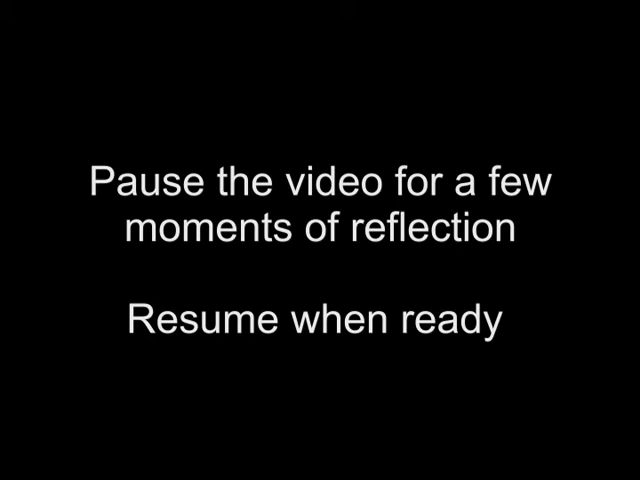 Pause the video for a few
moments of reflection
Resume when ready